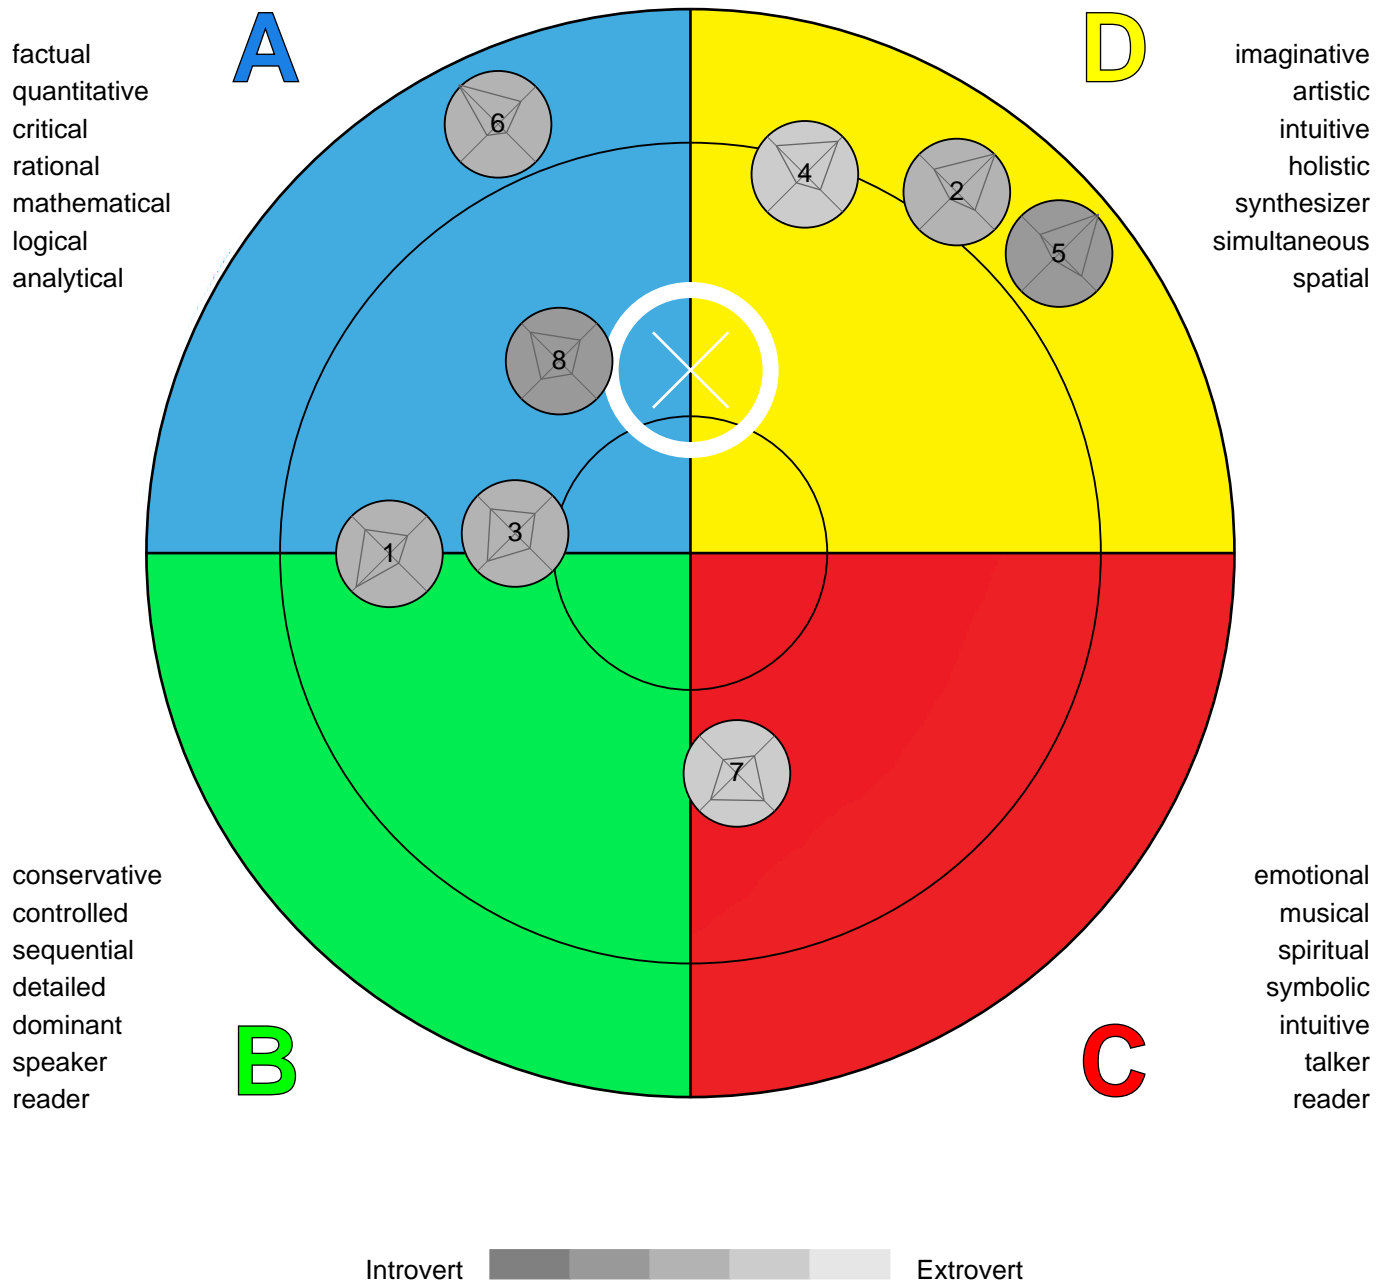 A
D
factual
quantitative
critical
rational
mathematical
logical
analytical
imaginative
artistic
intuitive
holistic
synthesizer
simultaneous
spatial
6
4
2
5
8
3
1
7
conservative
controlled
sequential
detailed
dominant
speaker
reader
B
C
emotional
musical
spiritual
symbolic
intuitive
talker
reader
Introvert
Extrovert